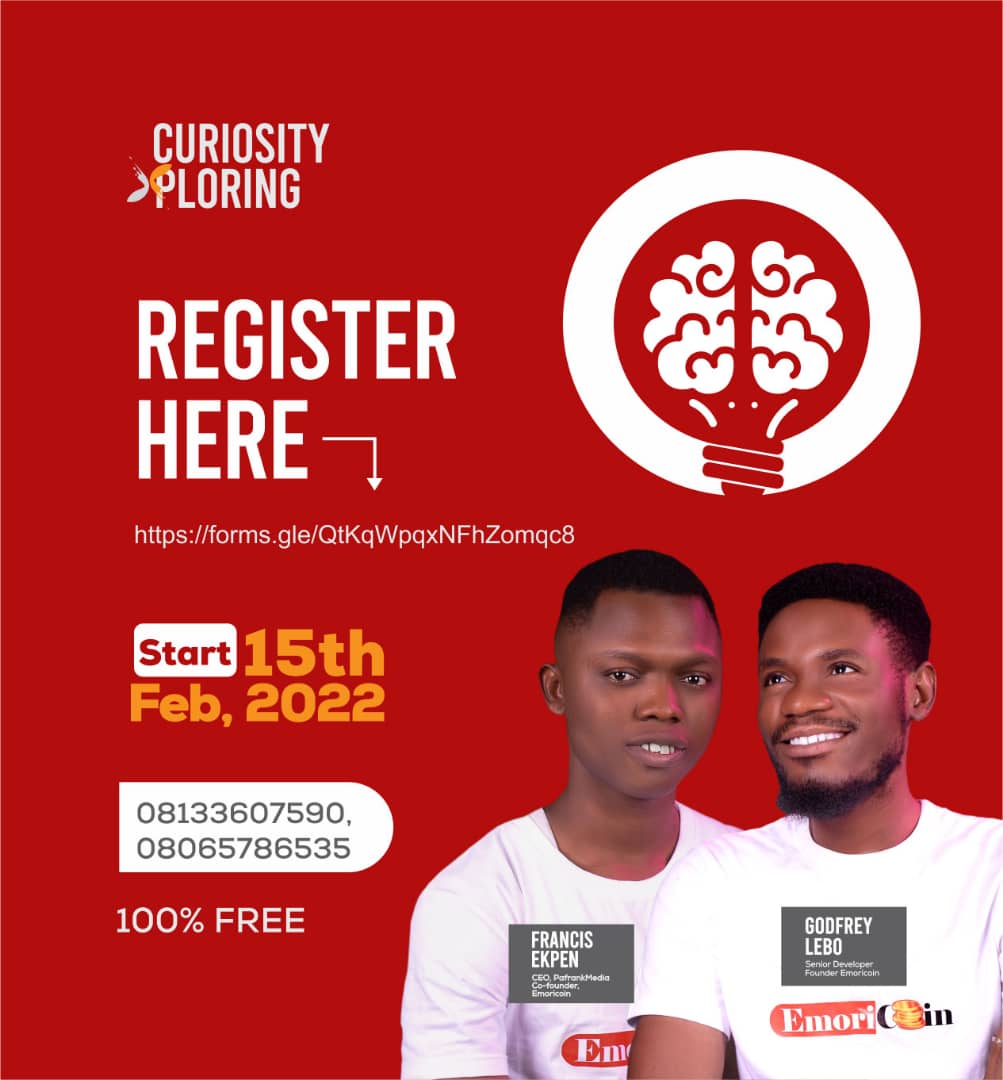 CURIOSITY
XPLORING
REGISTER
HERE
https://forms.gle/QtKqWpqxNFhZomqc8
Start 15th
Feb, 2022
08133607590,
08065786535
100% FREE
FRANCIS
EKPEN
CEO, PafrankMedia
Co-founder,
Emoricoin
GODFREY
LEBO
Senior Developer
Founder Emoricoin
EmoriCoin
Emo